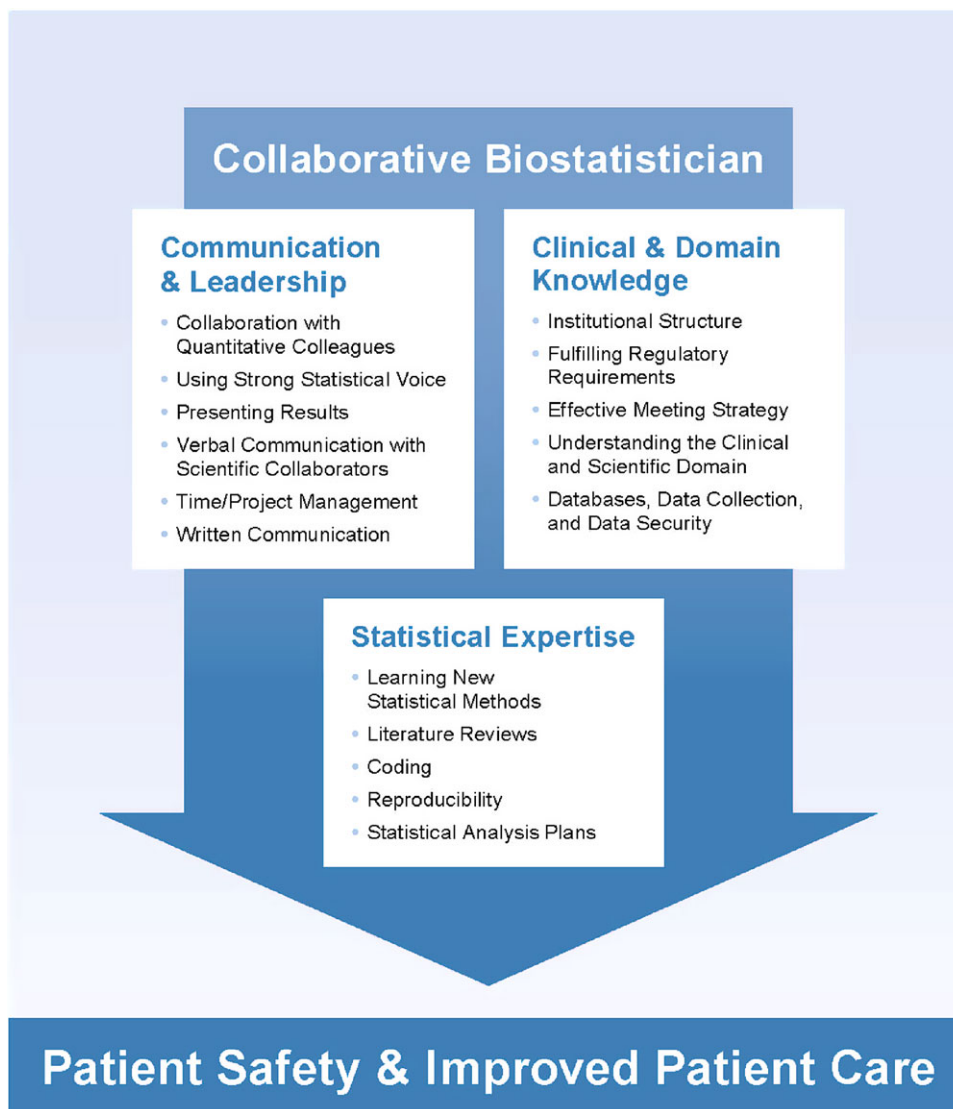 Collaborative Biostatistician
Communication
& Leadership
• Collaboration with
Quantitative Colleagues
• Using Strong Statistical Voice
• Presenting Results
• Verbal Communication with
Scientific Collaborators
• Time/Project Management
• Written Communication
Clinical & Domain
Knowledge
• Institutional Structure
• Fulfilling Regulatory
Requirements
• Effective Meeting Strategy
• Understanding the Clinical
and Scientific Domain
• Databases, Data Collection,
and Data Security
Statistical Expertise
• Learning New
Statistical Methods
• Literature Reviews
• Coding
• Reproducibility
• Statistical Analysis Plans
Patient Safety & Improved Patient Care